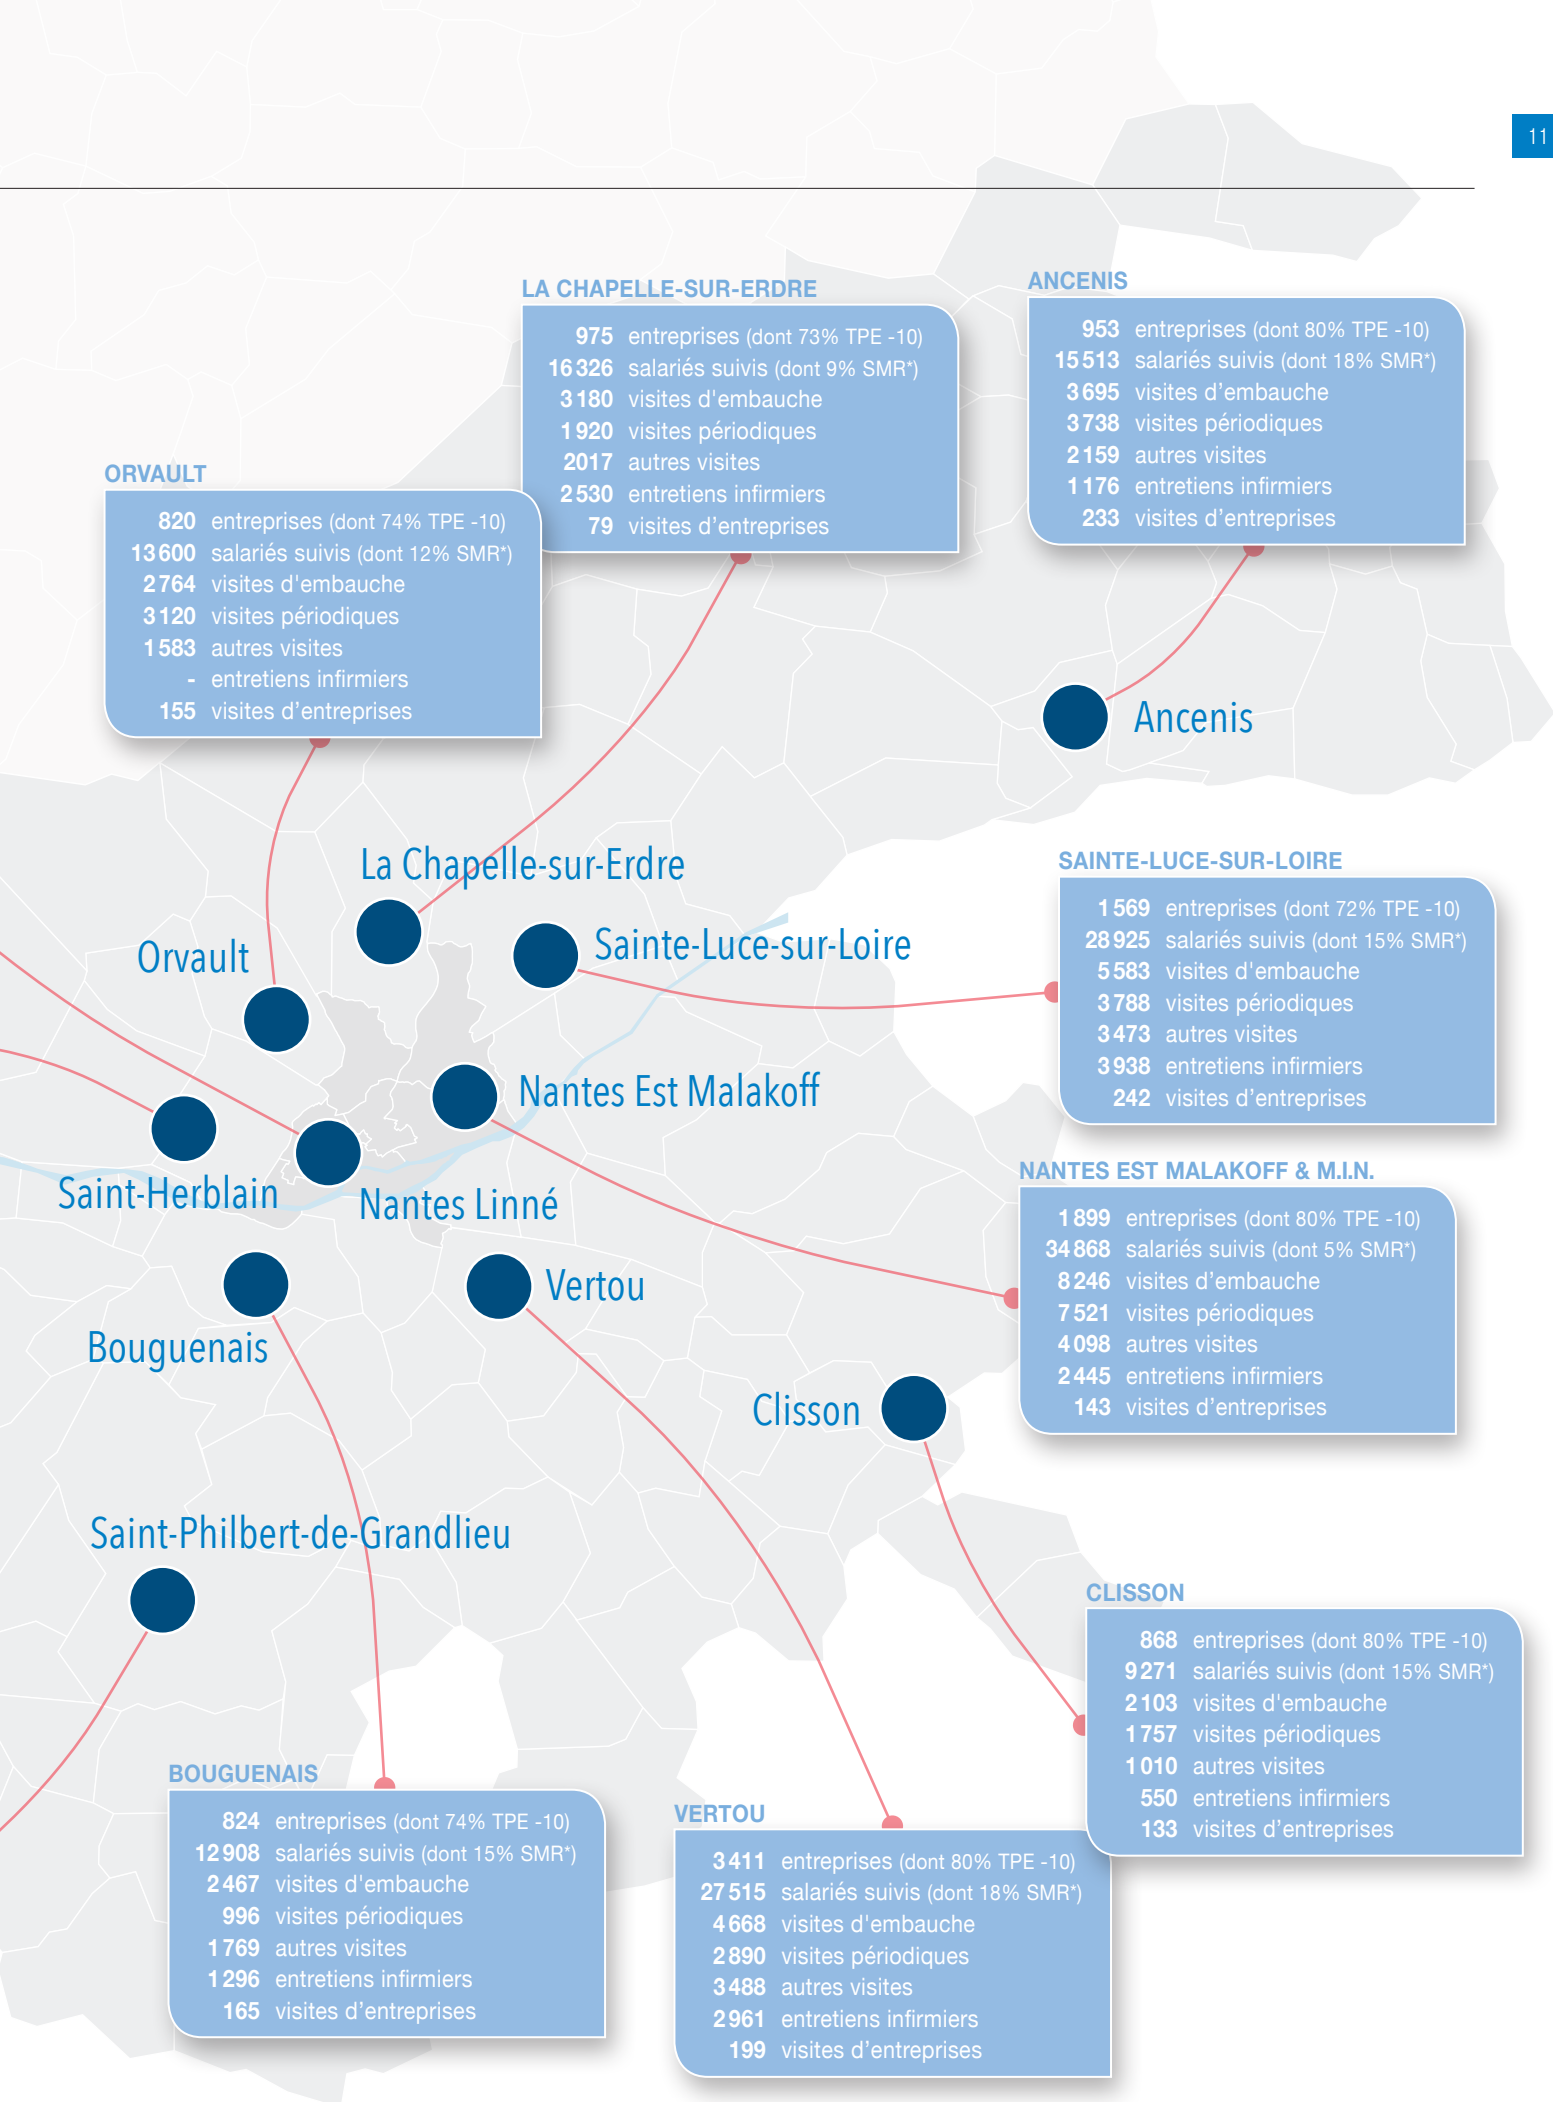 11
LA CHAPELLE-SUR-ERDRE
975 entreprises (dont 73% TPE -10)
16 326 salariés suivis (dont 9% SMR*)
3 180 visites d'embauche
1 920 visites périodiques
2017 autres visites
2 530 entretiens infirmiers
79 visites d’entreprises
ANCENIS
953 entreprises (dont 80% TPE -10)
15 513 salariés suivis (dont 18% SMR*)
3 695 visites d’embauche
3 738 visites périodiques
2 159 autres visites
1 176 entretiens infirmiers
233 visites d’entreprises
ORVAULT
820 entreprises (dont 74% TPE -10)
13 600 salariés suivis (dont 12% SMR*)
2 764 visites d'embauche
3 120 visites périodiques
1 583 autres visites
- entretiens infirmiers
155 visites d’entreprises
Ancenis
La Chapelle-sur-Erdre
Orvault
Sainte-Luce-sur-Loire
SAINTE-LUCE-SUR-LOIRE
1 569 entreprises (dont 72% TPE -10)
28 925 salariés suivis (dont 15% SMR*)
5 583 visites d'embauche
3 788 visites périodiques
3 473 autres visites
3 938 entretiens infirmiers
242 visites d’entreprises
Nantes Est Malakoff
Saint-Herblain
Nantes Linné
NANTES EST MALAKOFF & M.I.N.
1 899 entreprises (dont 80% TPE -10)
34 868 salariés suivis (dont 5% SMR*)
8 246 visites d’embauche
7 521 visites périodiques
4 098 autres visites
2 445 entretiens infirmiers
143 visites d’entreprises
Vertou
Bouguenais
Clisson
Saint-Philbert-de-Grandlieu
CLISSON
868 entreprises (dont 80% TPE -10)
9 271 salariés suivis (dont 15% SMR*)
2 103 visites d'embauche
1 757 visites périodiques
1 010 autres visites
550 entretiens infirmiers
133 visites d’entreprises
BOUGUENAIS
824 entreprises (dont 74% TPE -10)
12 908 salariés suivis (dont 15% SMR*)
2 467 visites d'embauche
996 visites périodiques
1 769 autres visites
1 296 entretiens infirmiers
165 visites d’entreprises
VERTOU
3 411 entreprises (dont 80% TPE -10)
27 515 salariés suivis (dont 18% SMR*)
4 668 visites d'embauche
2 890 visites périodiques
3 488 autres visites
2 961 entretiens infirmiers
199 visites d’entreprises